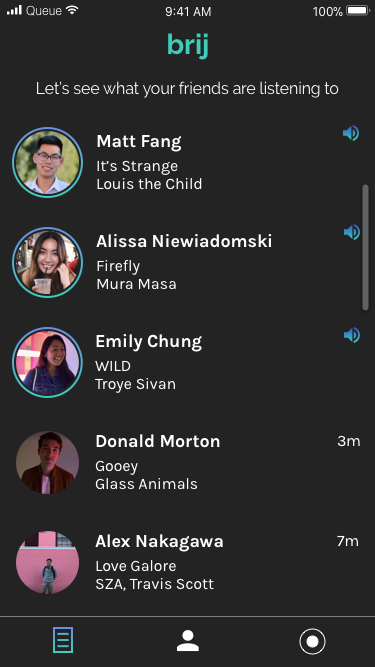 Queue 9:41 AM 100%
brij
Let's see what your friends are listening to
Matt Fang
It's Strange
Louis the Child
Alissa Niewiadomski
Firefly
Mura Masa
Emily Chung
WILD
Troye Sivan
Donald Morton 3m
Gooey
Glass Animals
Alex Nakagawa 7m
Love Galore
SZA, Travis Scott